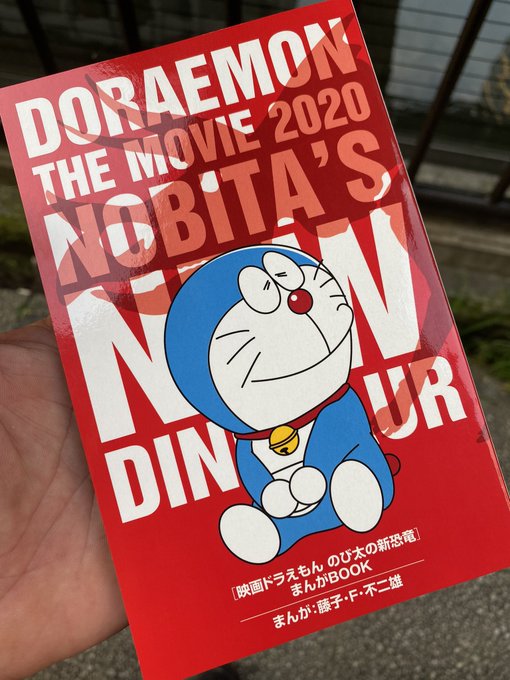 DORAEMON
THE MOVIE 2020
NOBITA'S
NEW
DIN UR
[映画ドラえもん のび太の新恐竜]
まんがBOOK
まんが:藤子・F・不二雄